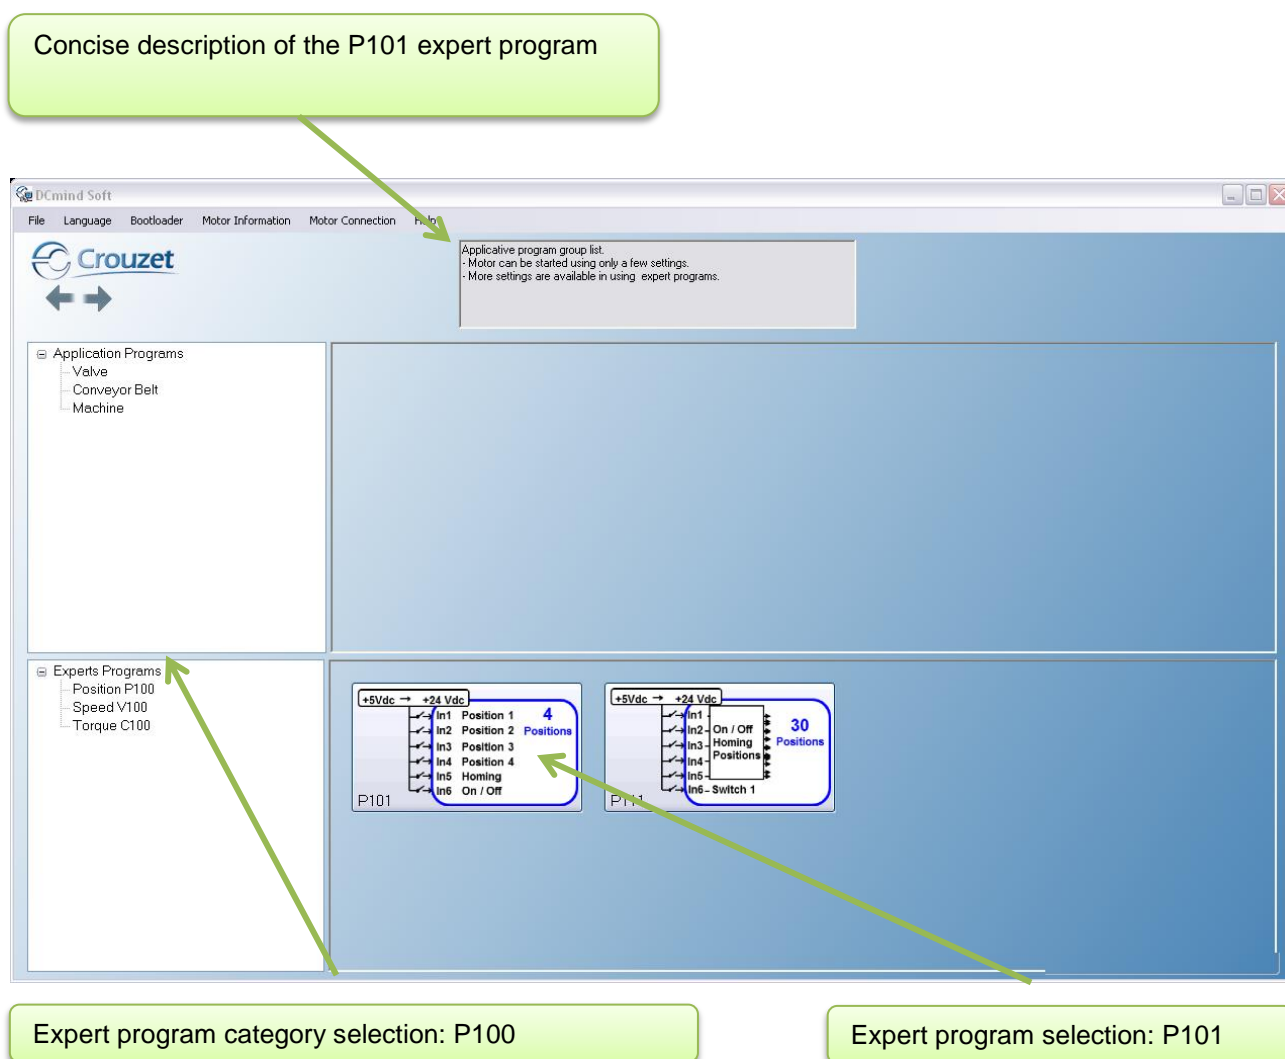 Concise description of the P101 expert program
DCmind Soft
File Language Bootloader Motor Information Motor Connection Help
Crouzet
Applicative program group list.
- Motor can be started using only a few settings.
- More settings are available in using expert programs.
Application Programs
Valve
Conveyor Belt
Machine
Experts Programs
Position P100
Speed V100
Torque C100
+5Vdc → +24 Vdc
In1 Position 1
In2 Position 2
In3 Position 3
In4 Position 4
In5 Homing
In6 On / Off
4
Positions
P101
+5Vdc → +24 Vdc
In1
In2
In3
In4
In5
In6 Switch 1
On / Off
Homing
Positions
30
Positions
P111
Expert program category selection: P100
Expert program selection: P101